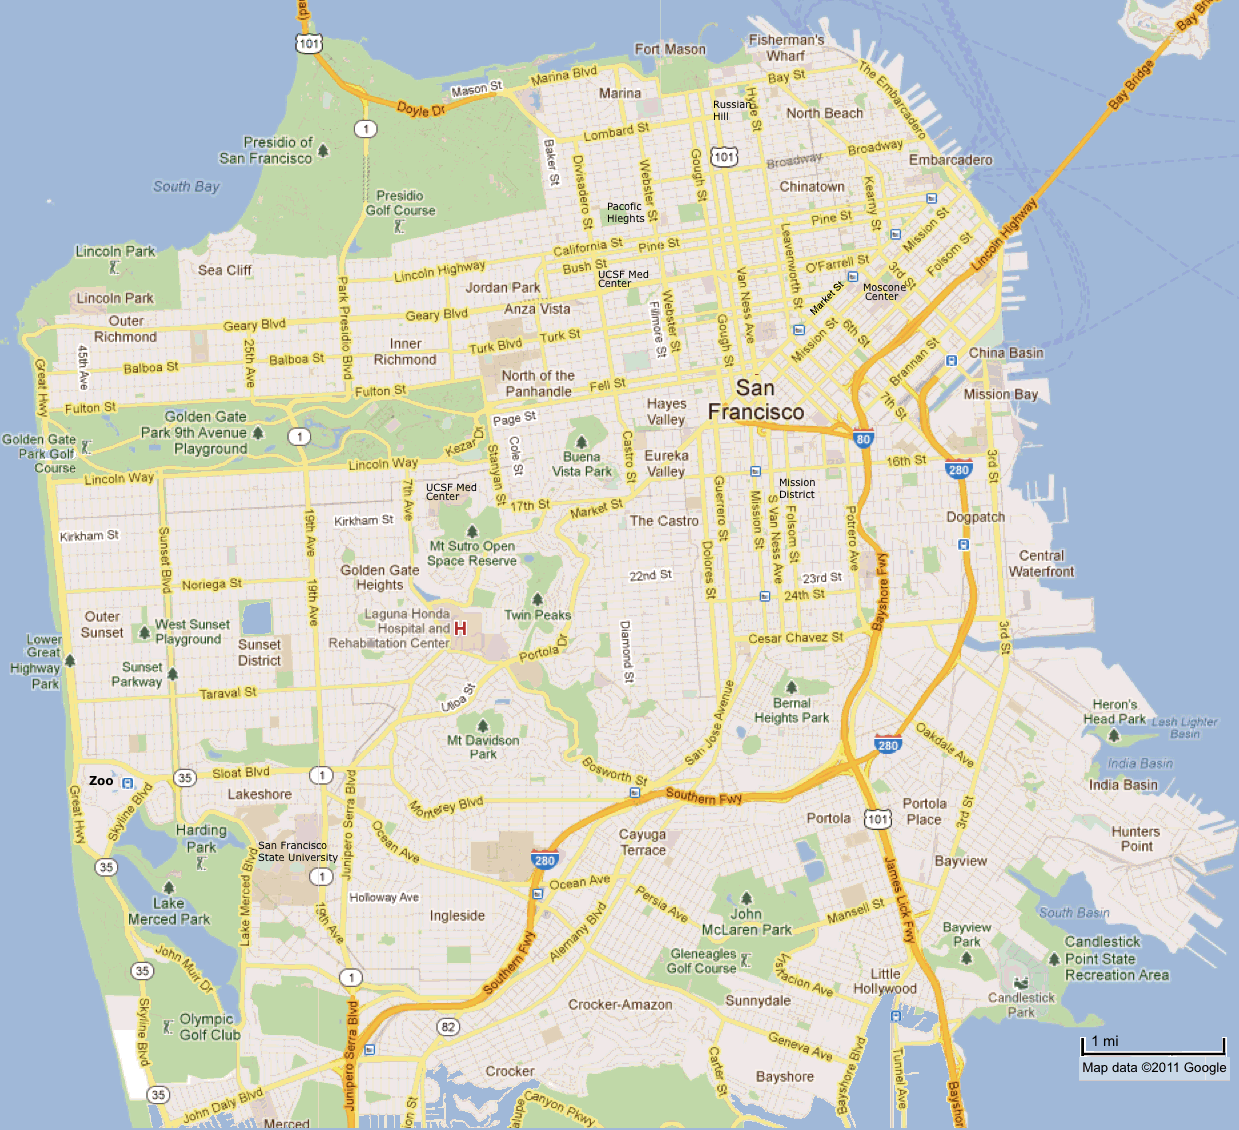 101
Fort Mason
Fisherman's
Wharf
Bay Bridge
Marina Blvd
Mason St
Doyle Dr
Marina
Bay St
The Embarcadero
Russian
Hill
Hyde St
North Beach
Bay Bridge
1
Lombard St
Presidio of
San Francisco
Baker St
Divisadero St
Webster St
Gough St
101
Broadway
Broadway
Embarcadero
South Bay
Chinatown
Kearny St
Presidio
Golf Course
Pacofic
Hieghts
Pine St
Mission St
Lincoln Highway
Lincoln Park
Sea Cliff
California St
Pine St
Leavenworth St
Folsom St
Lincoln Highway
Bush St
O'Farrell St
3rd St
UCSF Med
Center
Van Ness Ave
Market St
Moscone
Center
Lincoln Park
Park Presidio Blvd
Jordan Park
Anza Vista
Fillmore St
Webster St
Gough St
Outer
Richmond
Geary Blvd
Geary Blvd
Mission St
6th St
45th Ave
25th Ave
Inner
Richmond
Turk Blvd
Turk St
Brannan St
China Basin
Great Hwy
Balboa St
Balboa St
North of the
Panhandle
Fell St
San
Francisco
Mission Bay
Fulton St
Fulton St
Page St
Hayes
Valley
7th St
Golden Gate
Park 9th Avenue
Playground
Golden Gate
Park Golf
Course
1
Kezar Dr
Cole St
Stanyan St
Buena
Vista Park
Castro St
Eureka
Valley
80
16th St
280
3rd St
Lincoln Way
Lincoln Way
7th Ave
UCSF Med
Center
17th St
Market St
Guerrero St
Mission St
S Van Ness Ave
Mission
District
Folsom St
Potrero Ave
Dogpatch
Kirkham St
Kirkham St
19th Ave
Sunset Blvd
The Castro
Mt Sutro Open
Space Reserve
Dolores St
Bayshore Fwy
Central
Waterfront
Noriega St
19th Ave
Golden Gate
Heights
22nd St
23rd St
24th St
Outer
Sunset
West Sunset
Playground
Laguna Honda
Hospital and
Rehabilitation Center
H
Twin Peaks
Diamond St
Cesar Chavez St
3rd St
Lower
Great
Highway
Park
Sunset
District
Sunset
Parkway
Portola Dr
Taraval St
Ulloa St
San Jose Avenue
Bernal
Heights Park
Heron's
Head Park
Lash Lighter
Basin
Mt Davidson
Park
280
Oakdale Ave
India Basin
Zoo
35
Sloat Blvd
1
Bosworth St
India Basin
Great Hwy
Skyline Blvd
Lakeshore
Junipero Serra Blvd
Monterey Blvd
Southern Fwy
Portola
101
Portola
Place
3rd St
Harding
Park
Ocean Ave
Cayuga
Terrace
Hunters
Point
San Francisco
State University
280
Bayview
35
1
Lake Merced Blvd
James Lick Fwy
Lake
Merced Park
Holloway Ave
Ocean Ave
Persia Ave
John
McLaren Park
Mansell St
South Basin
19th Ave
Ingleside
Alemany Blvd
Southern Fwy
Bayview
Park
Candlestick
Point State
Recreation Area
John Muir Dr
Gleneagles
Golf Course
Visitacion Ave
Little
Hollywood
Candlestick
Park
35
1
Skyline Blvd
Olympic
Golf Club
Junipero Serra Blvd
82
Crocker-Amazon
Sunnydale
Geneva Ave
1 mi
Map data ©2011 Google
Crocker
Carter St
Bayshore
Bayshore Blvd
Tunnel Ave
35
John Daly Blvd
Canyon Pkwy
Merced